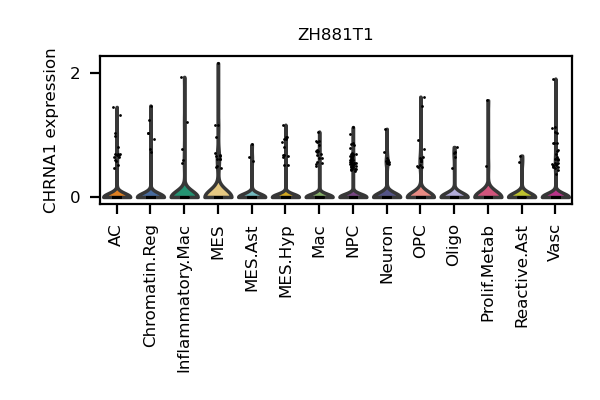 ZH881T1
CHRNA1 expression
2
0
AC
Chromatin.Reg
Inflammatory.Mac
MES
MES.Ast
MES.Hyp
Mac
NPC
Neuron
OPC
Oligo
Prolif.Metab
Reactive.Ast
Vasc